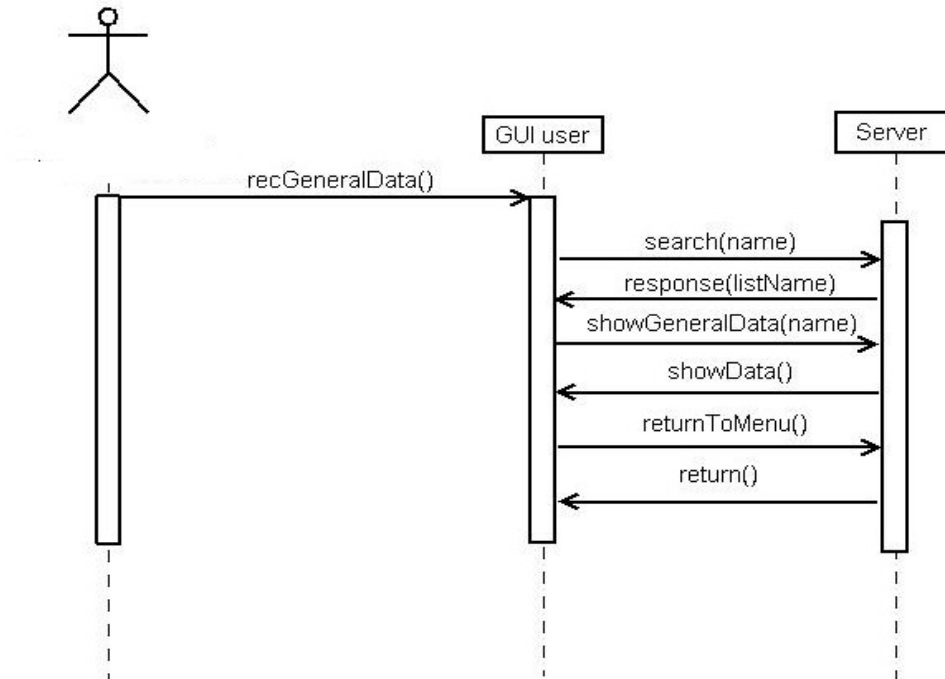 GUI user
Server
recGeneralData()
search(name)
response(listName)
showGeneralData(name)
showData()
returnToMenu()
return()